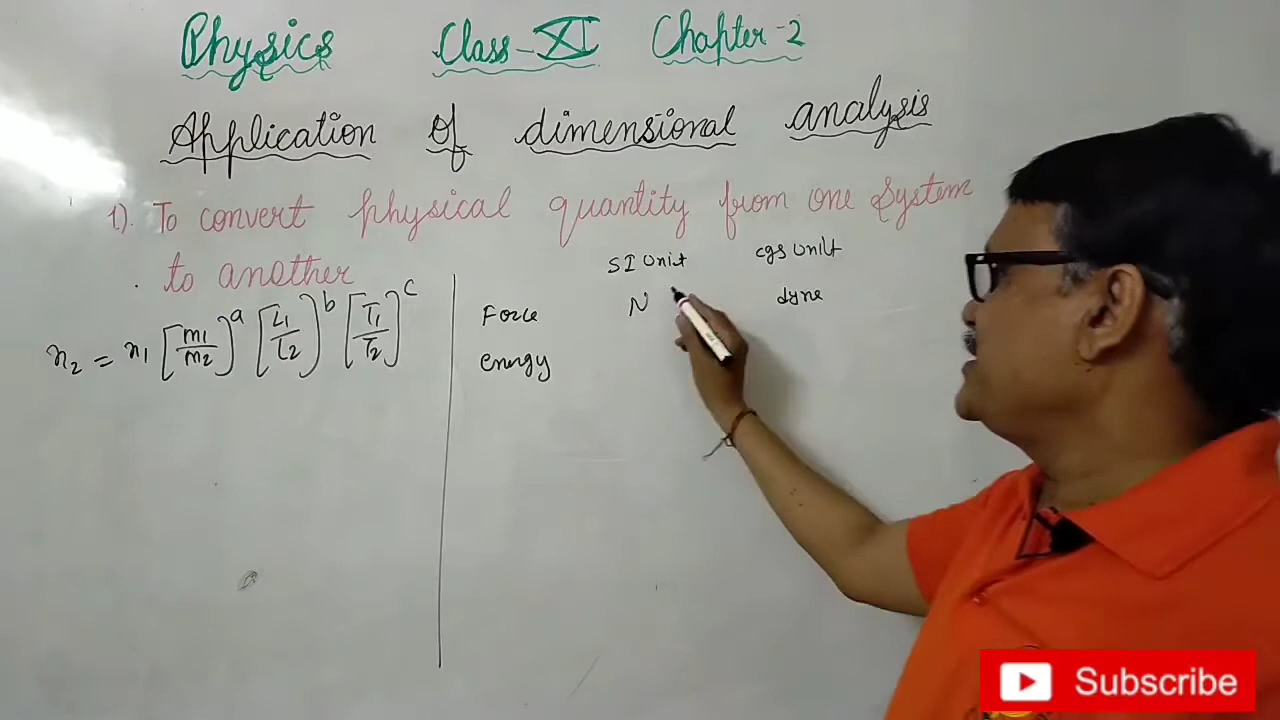 Physics Class-XI Chapter-2
Application of dimensional analysis
1). To convert physical quantity from one system
to another
SI Unit cgs Unit
Force N dyne
energy
n₂ = n₁ [M₁/M₂]ᵃ [L₁/L₂]ᵇ [T₁/T₂]ᶜ
Subscribe